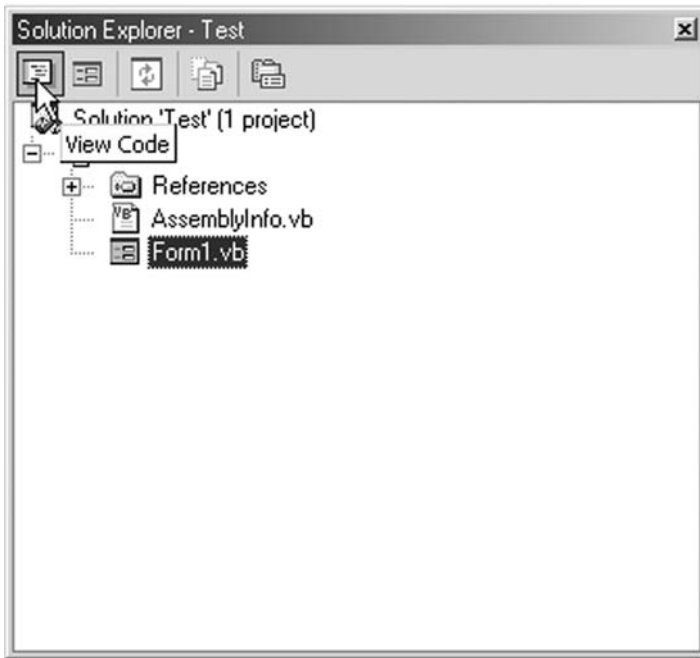 Solution Explorer - Test
Solution 'Test' (1 project)
View Code
References
AssemblyInfo.vb
Form1.vb